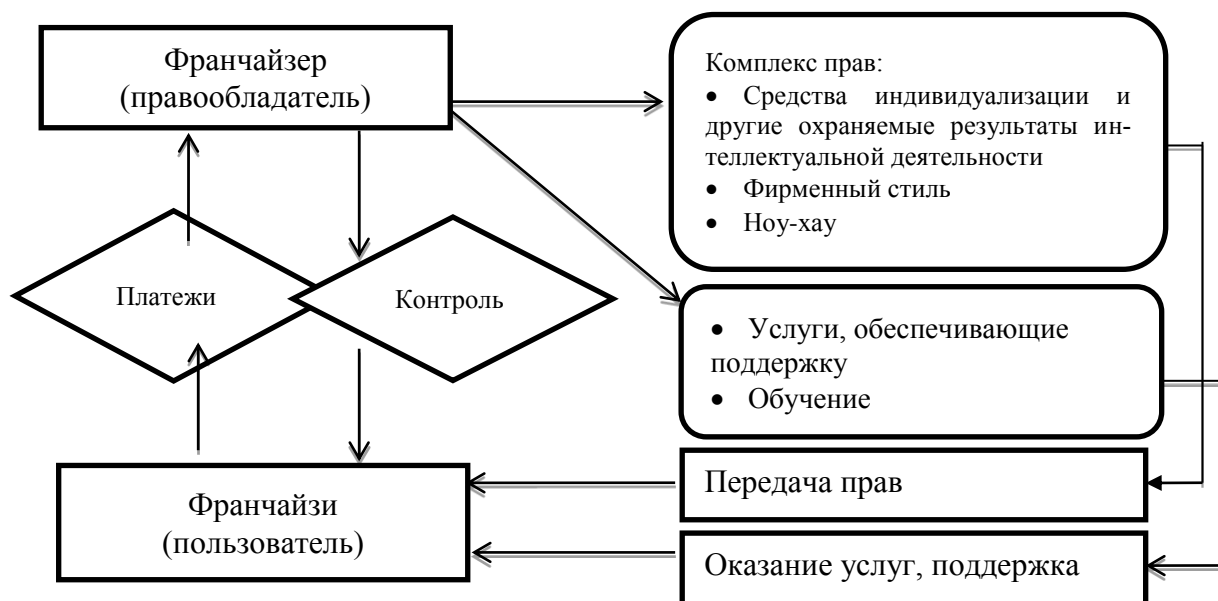 Франчайзер
(правообладатель)
Комплекс прав:
• Средства индивидуализации и
другие охраняемые результаты ин-
теллектуальной деятельности
• Фирменный стиль
• Ноу-хау
Платежи
Контроль
• Услуги, обеспечивающие
поддержку
• Обучение
Франчайзи
(пользователь)
Передача прав
Оказание услуг, поддержка